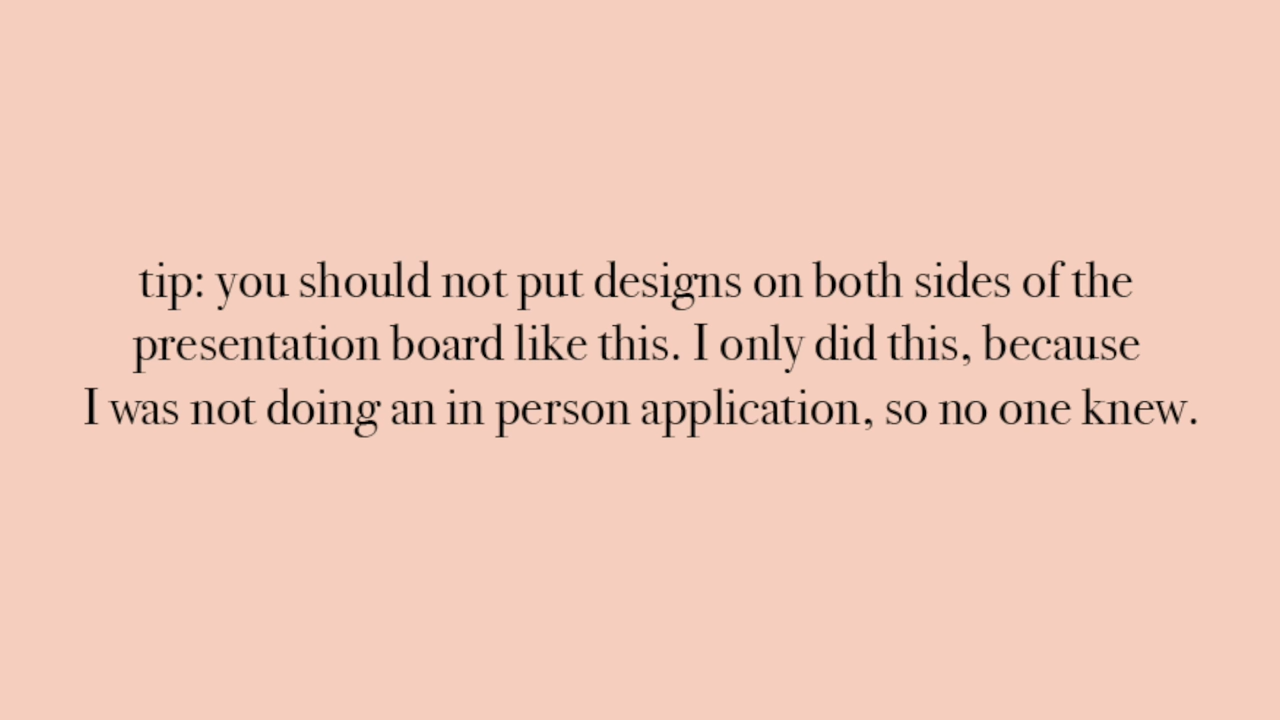 tip: you should not put designs on both sides of the
presentation board like this. I only did this, because
I was not doing an in person application, so no one knew.